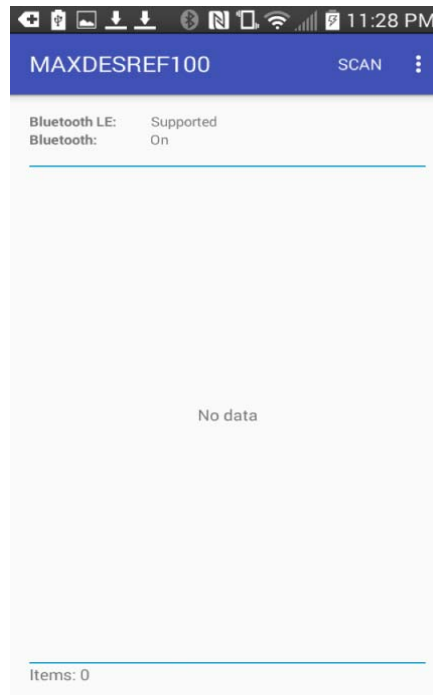 11:28 PM
MAXDESREF100 SCAN
Bluetooth LE: Supported
Bluetooth: On
No data
Items: 0